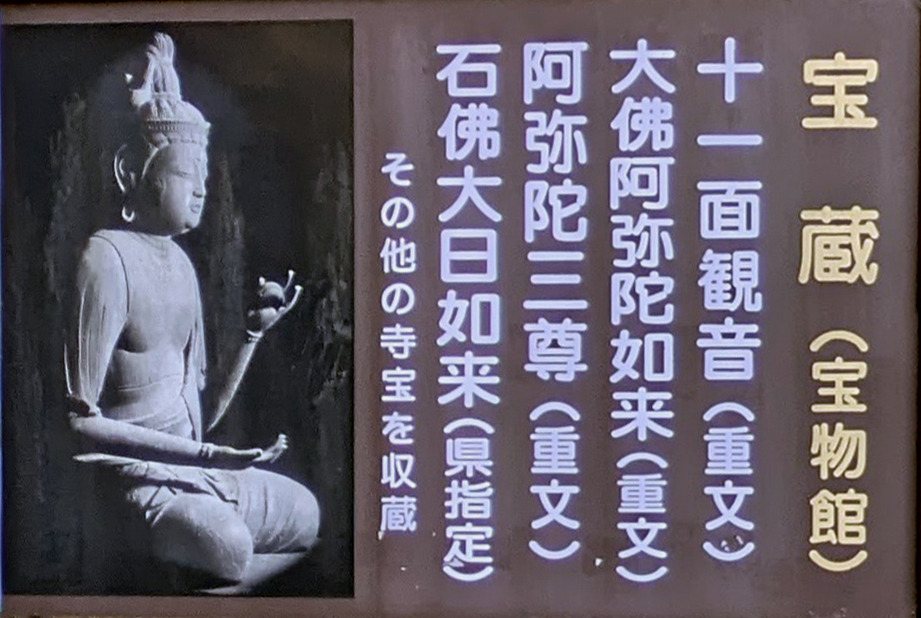 宝蔵（宝物館）
十一面観音（重文）
大佛阿弥陀如来（重文）
阿弥陀三尊（重文）
石佛大日如来（県指定）
その他の寺宝を収蔵